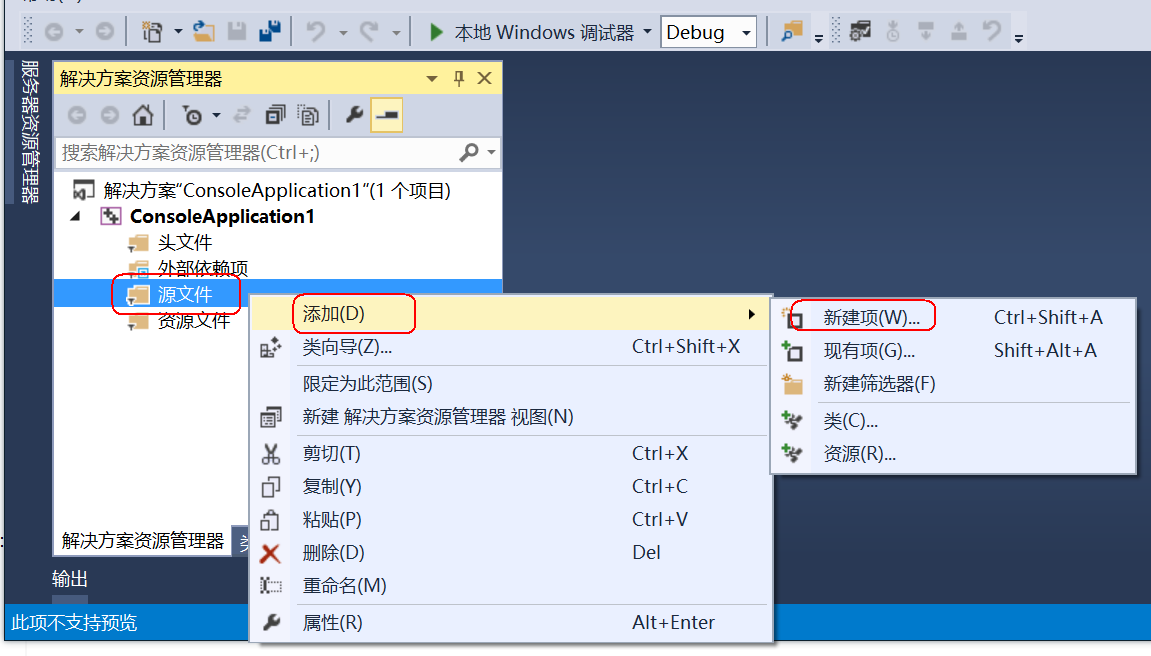 本地 Windows 调试器
Debug
服务器资源管理器
解决方案资源管理器
搜索解决方案资源管理器(Ctrl+;)
解决方案“ConsoleApplication1”(1 个项目)
ConsoleApplication1
头文件
外部依赖项
源文件
资源文件
添加(D)
类向导(Z)... Ctrl+Shift+X
限定为此范围(S)
新建 解决方案资源管理器 视图(N)
剪切(T) Ctrl+X
复制(Y) Ctrl+C
粘贴(P) Ctrl+V
删除(D) Del
重命名(M)
属性(R) Alt+Enter
新建项(W)... Ctrl+Shift+A
现有项(G)... Shift+Alt+A
新建筛选器(F)
类(C)...
资源(R)...
解决方案资源管理器
输出
此项不支持预览